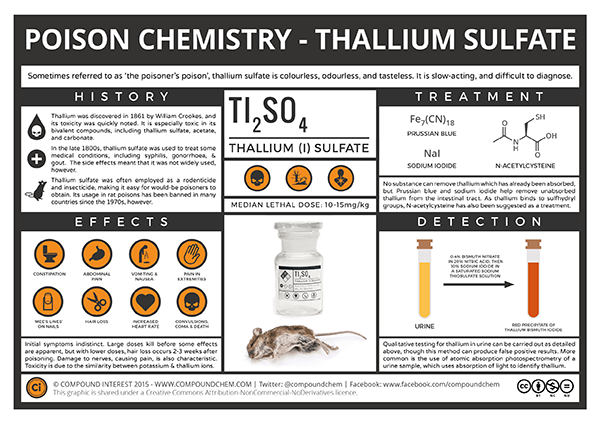 POISON CHEMISTRY - THALLIUM SULFATE
Sometimes referred to as 'the poisoner's poison', thallium sulfate is colourless, odourless, and tasteless. It is slow-acting, and difficult to diagnose.
HISTORY
Thallium was discovered in 1861 by William Crookes, and
its toxicity was quickly noted. It is especially toxic in its
bivalent compounds, including thallium sulfate, acetate,
and carbonate.
In the late 1800s, thallium sulfate was used to treat some
medical conditions, including syphilis, gonorrhoea, &
gout. The side effects meant that it was not widely used,
however.
Thallium sulfate was often employed as a rodenticide
and insecticide, making it easy for would-be poisoners to
obtain. Its usage in rat poisons has been banned in many
countries since the 1970s, however.
Tl2SO4
THALLIUM (I) SULFATE
MEDIAN LETHAL DOSE: 10-15mg/kg
TREATMENT
Fe7(CN)18
PRUSSIAN BLUE
NaI
SODIUM IODIDE
SH
O
N
H
OH
O
N-ACETYLCYSTEINE
No substance can remove thallium which has already been absorbed,
but Prussian blue and sodium iodide help remove unabsorbed
thallium from the intestinal tract. As thallium binds to sulfhydryl
groups, N-acetylcysteine has also been suggested as a treatment.
EFFECTS
CONSTIPATION
ABDOMINAL
PAIN
VOMITING &
NAUSEA
PAIN IN
EXTREMITIES
MEE'S LINES
ON NAILS
HAIR LOSS
INCREASED
HEART RATE
CONVULSIONS,
COMA & DEATH
Initial symptoms indistinct. Large doses kill before some effects
are apparent, but with lower doses, hair loss occurs 2-3 weeks after
poisoning. Damage to nerves, causing pain, is also characteristic.
Toxicity is due to the similarity between potassium & thallium ions.
Tl2SO4
THALLIUM (I) SULFATE
DETECTION
0.4% BISMUTH NITRATE
IN 20% NITRIC ACID, THEN
10% SODIUM IODIDE IN
A SATURATED SODIUM
THIOSULFATE SOLUTION
URINE
RED PRECIPITATE OF
THALLIUM BISMUTH IODIDE
Qualitative testing for thallium in urine can be carried out as detailed
above, though this method can produce false positive results. More
common is the use of atomic absorption photospectrometry of a
urine sample, which uses absorption of light to identify thallium.
Ci
© COMPOUND INTEREST 2015 - WWW.COMPOUNDCHEM.COM | Twitter: @compoundchem | Facebook: www.facebook.com/compoundchem
This graphic is shared under a Creative Commons Attribution-NonCommercial-NoDerivatives licence.
CC
BY NC ND